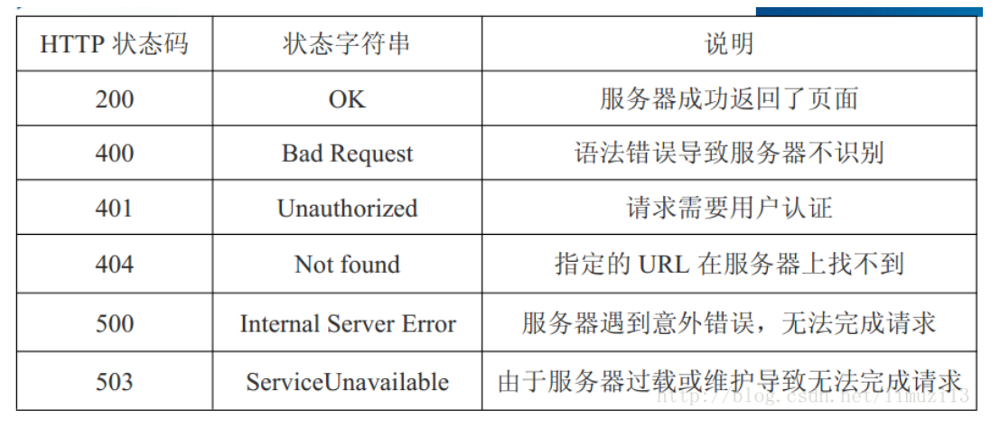 HTTP 状态码 状态字符串 说明
200 OK 服务器成功返回了页面
400 Bad Request 语法错误导致服务器不识别
401 Unauthorized 请求需要用户认证
404 Not found 指定的 URL 在服务器上找不到
500 Internal Server Error 服务器遇到意外错误，无法完成请求
503 ServiceUnavailable 由于服务器过载或维护导致无法完成请求
http://blog.csdn.net/limuzi13